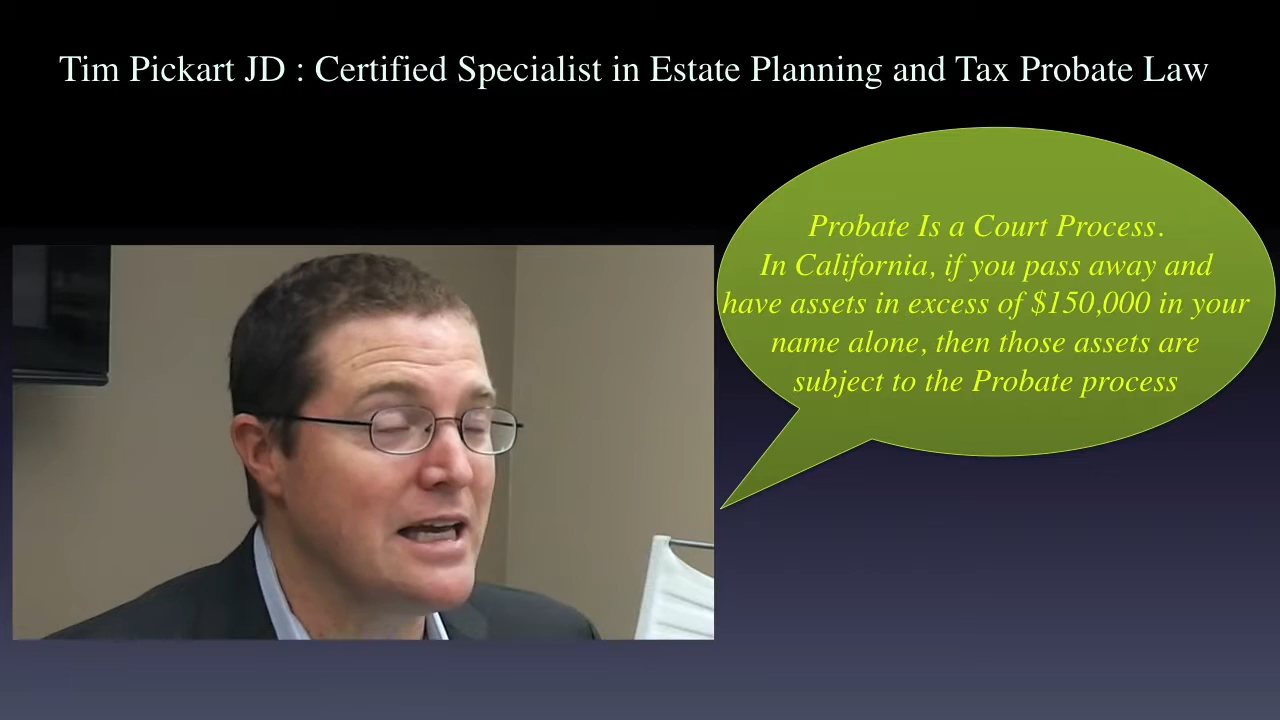 Tim Pickart JD : Certified Specialist in Estate Planning and Tax Probate Law
Probate Is a Court Process.
In California, if you pass away and
have assets in excess of $150,000 in your
name alone, then those assets are
subject to the Probate process